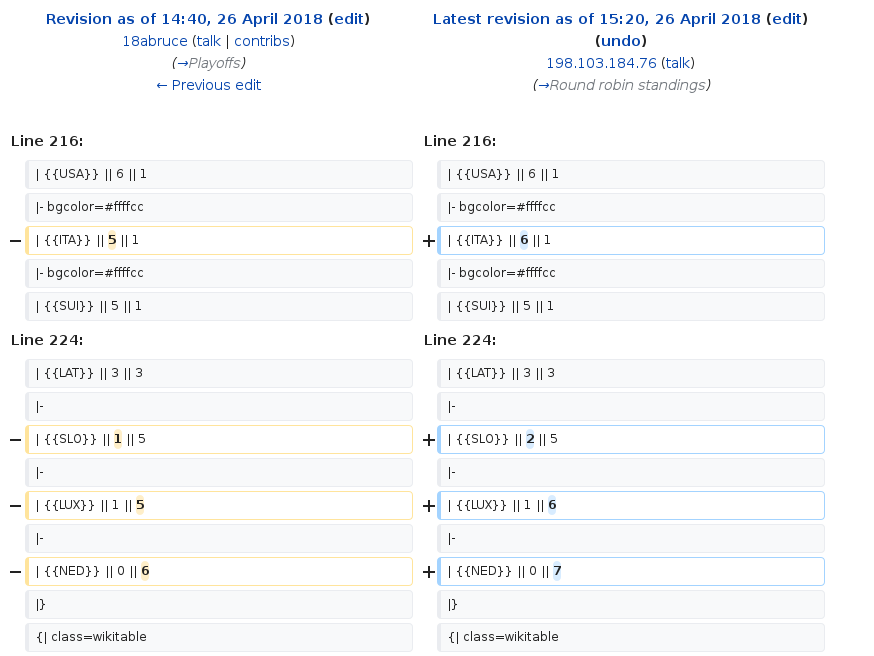 Revision as of 14:40, 26 April 2018 (edit)
18abruce (talk | contribs)
(→Playoffs)
← Previous edit
Latest revision as of 15:20, 26 April 2018 (edit)
(undo)
198.103.184.76 (talk)
(→Round robin standings)
Line 216:
Line 216:
| {{USA}} || 6 || 1
| {{USA}} || 6 || 1
|- bgcolor=#ffffcc
|- bgcolor=#ffffcc
− | {{ITA}} || 5 || 1
+ | {{ITA}} || 6 || 1
|- bgcolor=#ffffcc
|- bgcolor=#ffffcc
| {{SUI}} || 5 || 1
| {{SUI}} || 5 || 1
Line 224:
Line 224:
| {{LAT}} || 3 || 3
| {{LAT}} || 3 || 3
|-
|-
− | {{SLO}} || 1 || 5
+ | {{SLO}} || 2 || 5
|-
|-
− | {{LUX}} || 1 || 5
+ | {{LUX}} || 1 || 6
|-
|-
− | {{NED}} || 0 || 6
+ | {{NED}} || 0 || 7
|}
|}
{| class=wikitable
{| class=wikitable